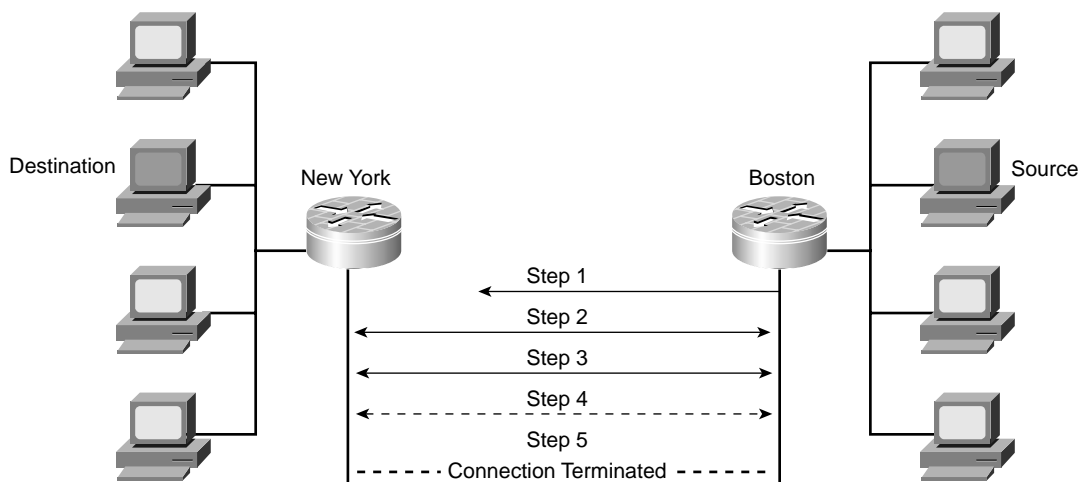 Destination
New York
Boston
Source
Step 1
Step 2
Step 3
Step 4
Step 5
Connection Terminated